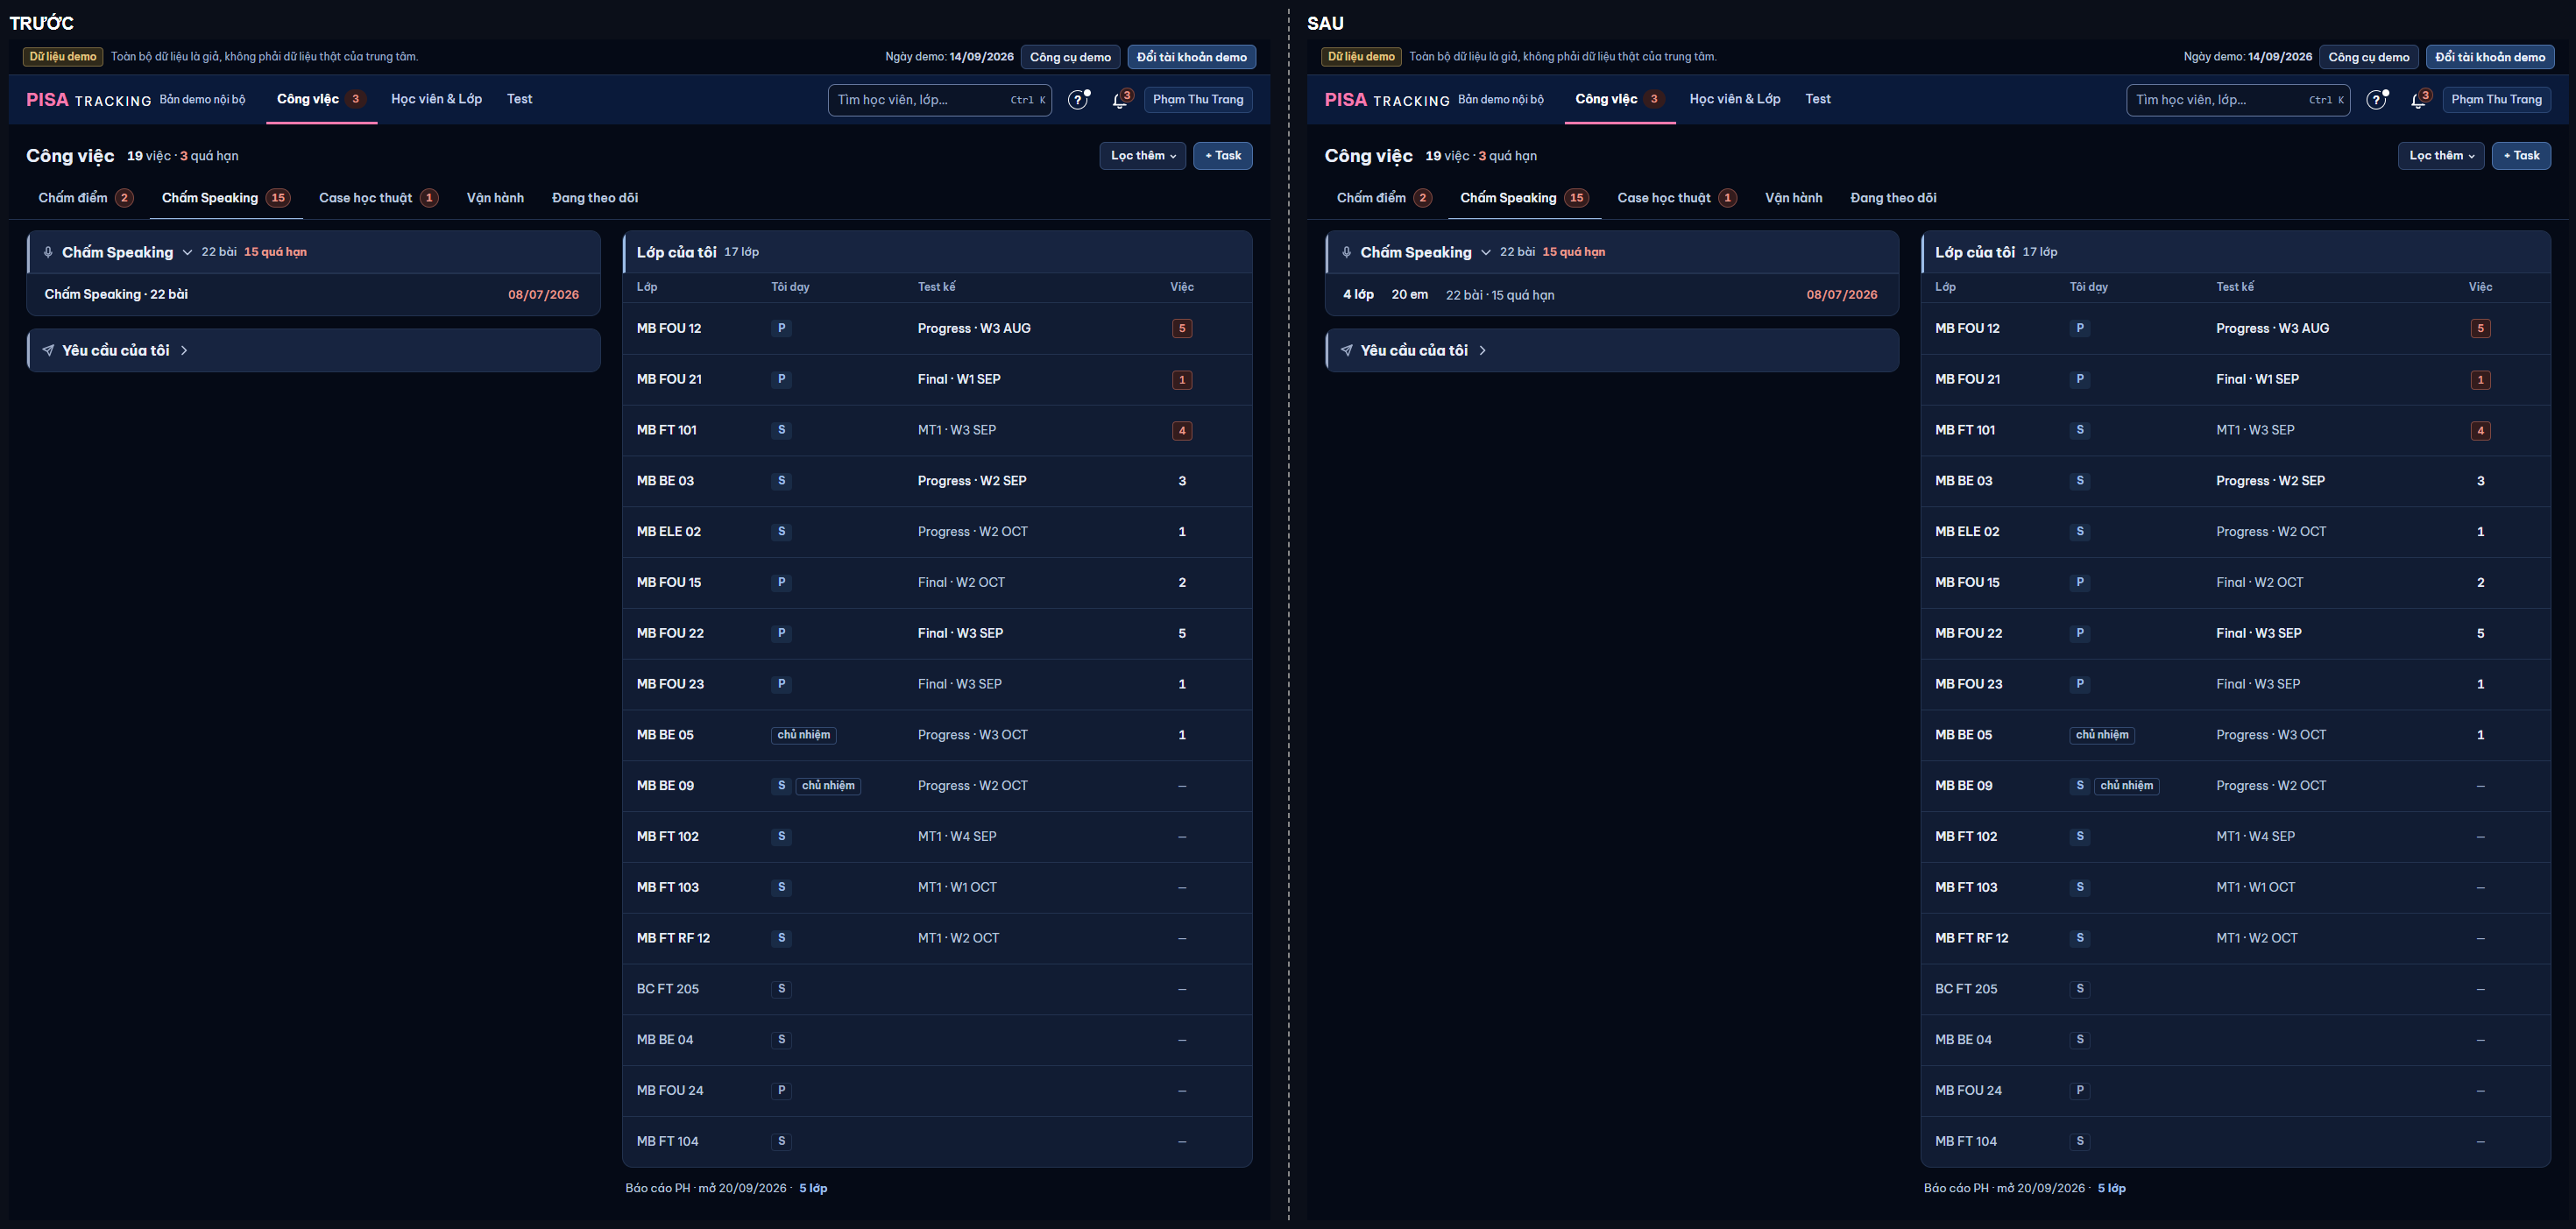 TRƯỚC
Dữ liệu demo Toàn bộ dữ liệu là giả, không phải dữ liệu thật của trung tâm. Ngày demo: 14/09/2026 Công cụ demo Đổi tài khoản demo
PISA TRACKING Bản demo nội bộ Công việc 3 Học viên & Lớp Test Tìm học viên, lớp... Ctrl K ? 3 Phạm Thu Trang
Công việc 19 việc · 3 quá hạn Lọc thêm + Task
Chấm điểm 2 Chấm Speaking 15 Case học thuật 1 Vận hành Đang theo dõi
Chấm Speaking 22 bài 15 quá hạn
Chấm Speaking · 22 bài 08/07/2026
Yêu cầu của tôi
Lớp của tôi 17 lớp
Lớp Tôi dạy Test kế Việc
MB FOU 12 P Progress · W3 AUG 5
MB FOU 21 P Final · W1 SEP 1
MB FT 101 S MT1 · W3 SEP 4
MB BE 03 S Progress · W2 SEP 3
MB ELE 02 S Progress · W2 OCT 1
MB FOU 15 P Final · W2 OCT 2
MB FOU 22 P Final · W3 SEP 5
MB FOU 23 P Final · W3 SEP 1
MB BE 05 chủ nhiệm Progress · W3 OCT 1
MB BE 09 S chủ nhiệm Progress · W2 OCT –
MB FT 102 S MT1 · W4 SEP –
MB FT 103 S MT1 · W1 OCT –
MB FT RF 12 S MT1 · W2 OCT –
BC FT 205 S –
MB BE 04 S –
MB FOU 24 P –
MB FT 104 S –
Báo cáo PH · mở 20/09/2026 · 5 lớp
SAU
Dữ liệu demo Toàn bộ dữ liệu là giả, không phải dữ liệu thật của trung tâm. Ngày demo: 14/09/2026 Công cụ demo Đổi tài khoản demo
PISA TRACKING Bản demo nội bộ Công việc 3 Học viên & Lớp Test Tìm học viên, lớp... Ctrl K ? 3 Phạm Thu Trang
Công việc 19 việc · 3 quá hạn Lọc thêm + Task
Chấm điểm 2 Chấm Speaking 15 Case học thuật 1 Vận hành Đang theo dõi
Chấm Speaking 22 bài 15 quá hạn
4 lớp 20 em 22 bài · 15 quá hạn 08/07/2026
Yêu cầu của tôi
Lớp của tôi 17 lớp
Lớp Tôi dạy Test kế Việc
MB FOU 12 P Progress · W3 AUG 5
MB FOU 21 P Final · W1 SEP 1
MB FT 101 S MT1 · W3 SEP 4
MB BE 03 S Progress · W2 SEP 3
MB ELE 02 S Progress · W2 OCT 1
MB FOU 15 P Final · W2 OCT 2
MB FOU 22 P Final · W3 SEP 5
MB FOU 23 P Final · W3 SEP 1
MB BE 05 chủ nhiệm Progress · W3 OCT 1
MB BE 09 S chủ nhiệm Progress · W2 OCT –
MB FT 102 S MT1 · W4 SEP –
MB FT 103 S MT1 · W1 OCT –
MB FT RF 12 S MT1 · W2 OCT –
BC FT 205 S –
MB BE 04 S –
MB FOU 24 P –
MB FT 104 S –
Báo cáo PH · mở 20/09/2026 · 5 lớp